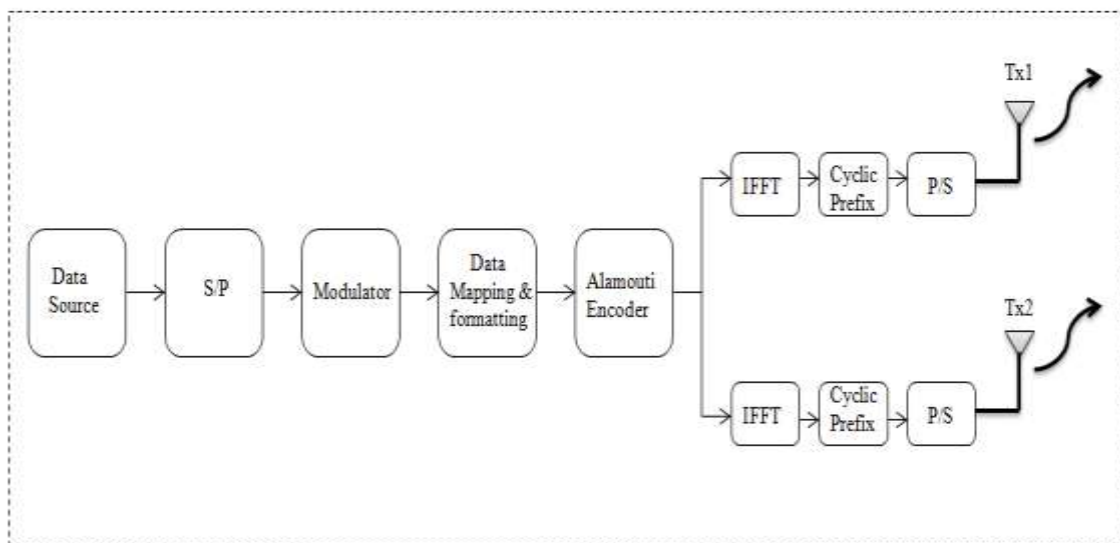 Data
Source
S/P
Modulator
Data
Mapping &
formatting
Alamouti
Encoder
IFFT
Cyclic
Prefix
P/S
Tx1
IFFT
Cyclic
Prefix
P/S
Tx2